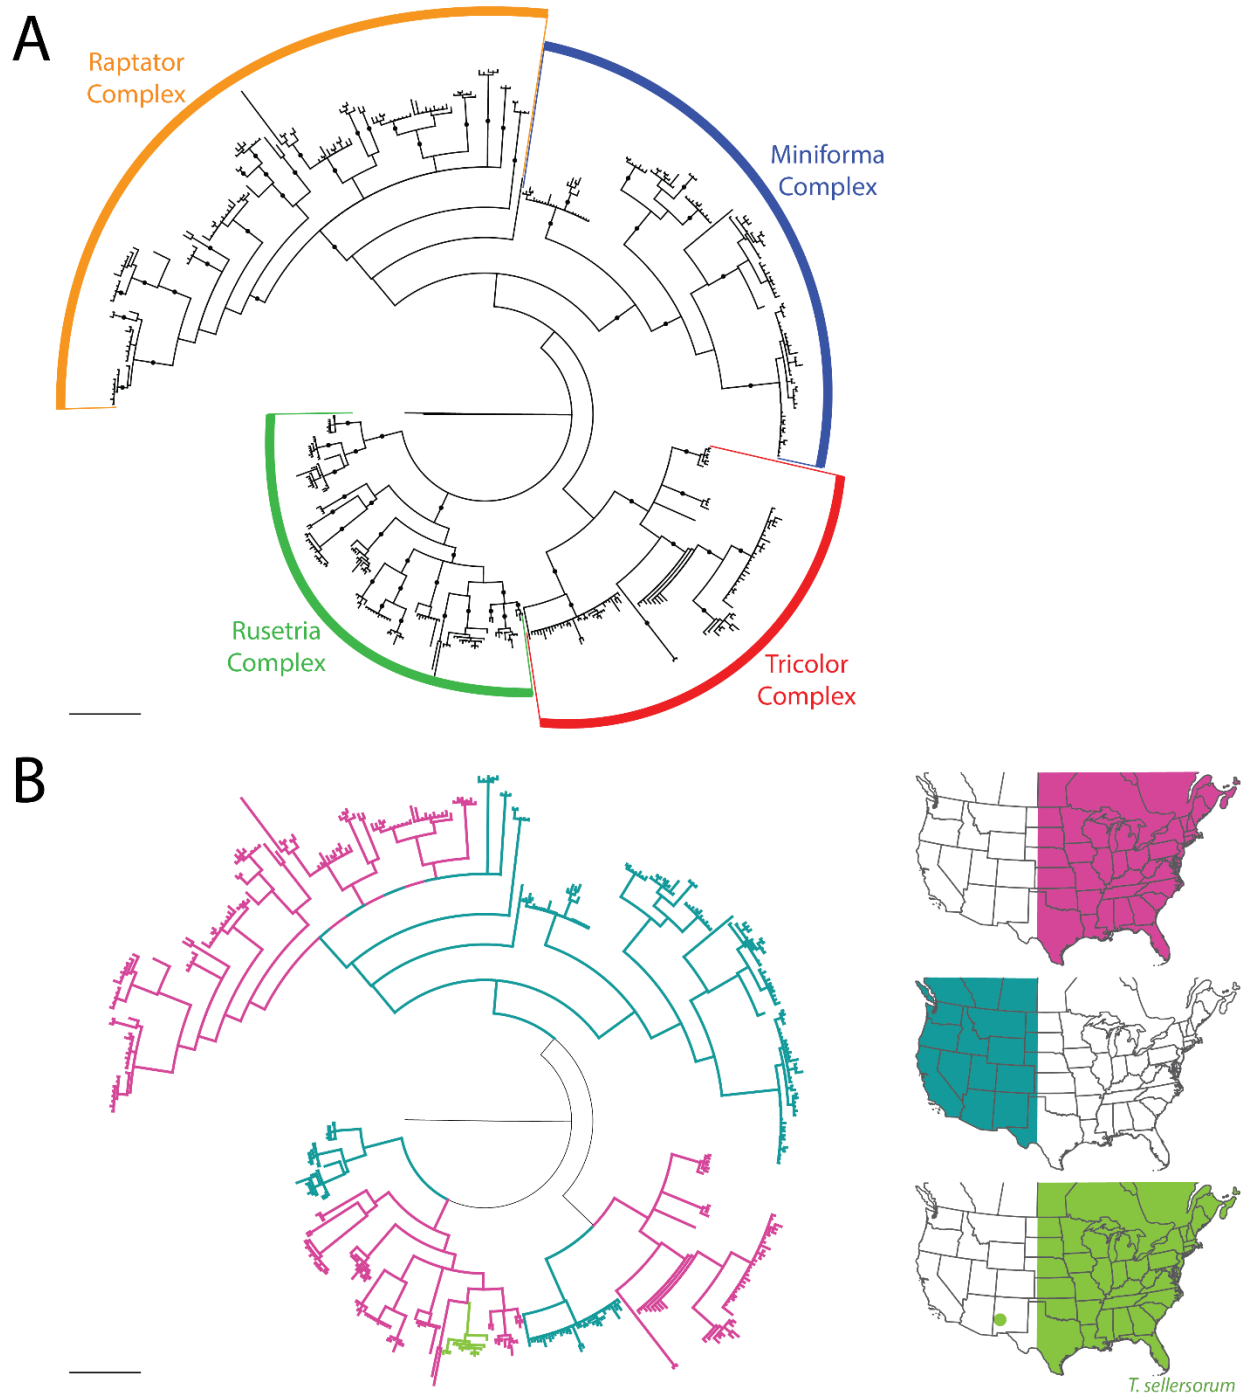 A
Raptator
Complex
Miniforma
Complex
Rusetria
Complex
Tricolor
Complex
B
T. sellersorum